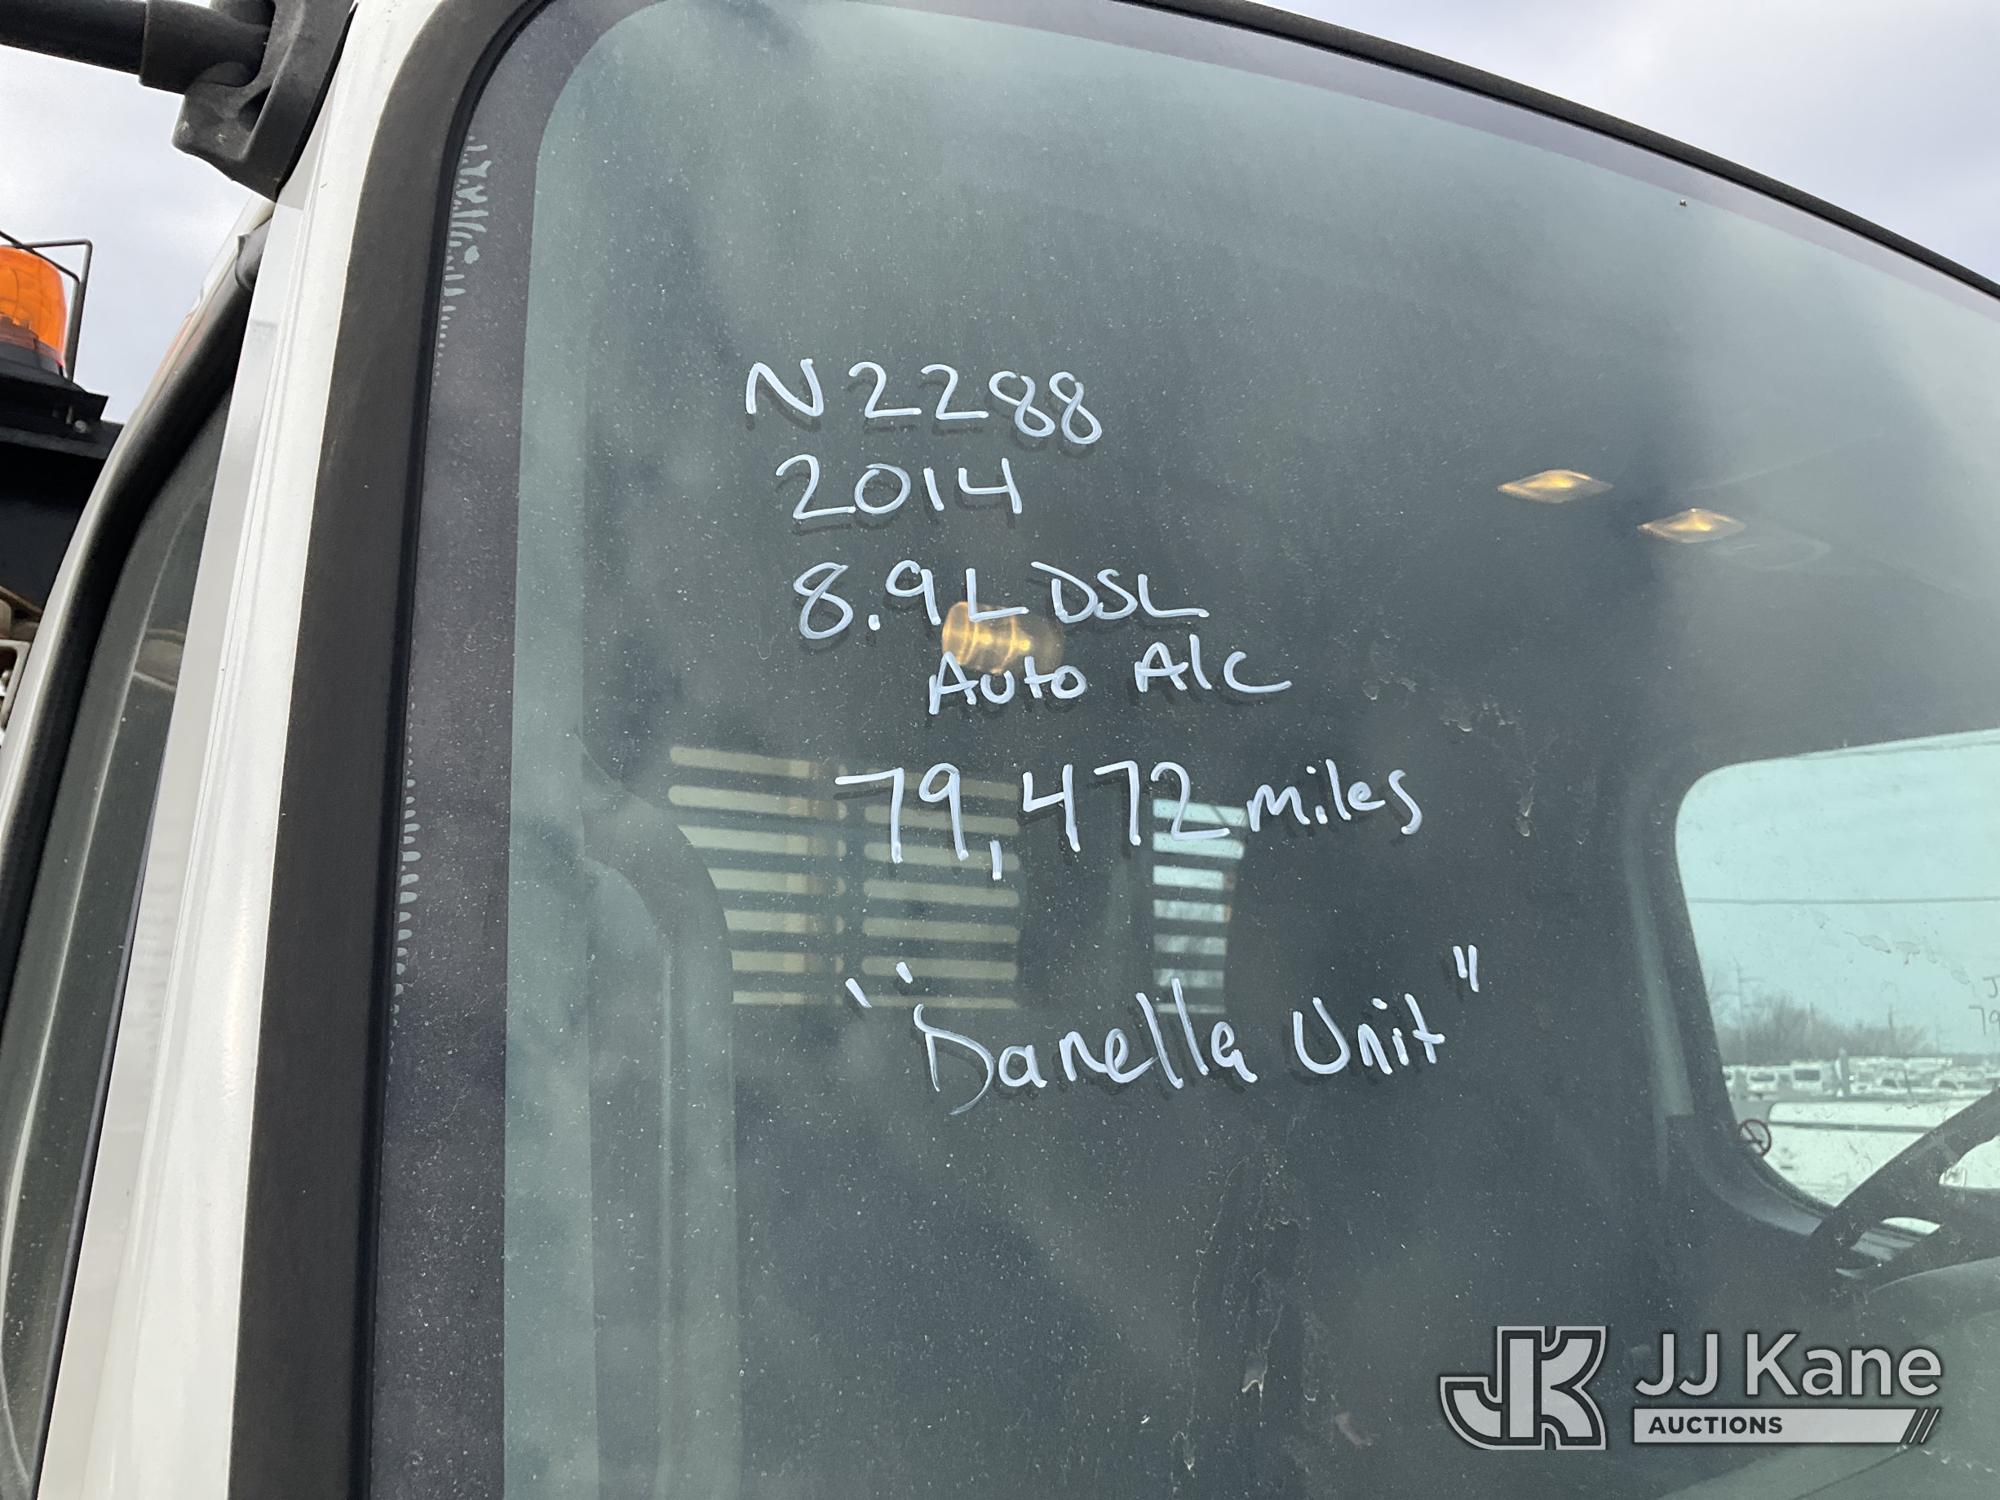 N2288
2014
8.9L DSL
Auto A/c
79,472 miles
"Danella Unit"
JJ Kane
AUCTIONS